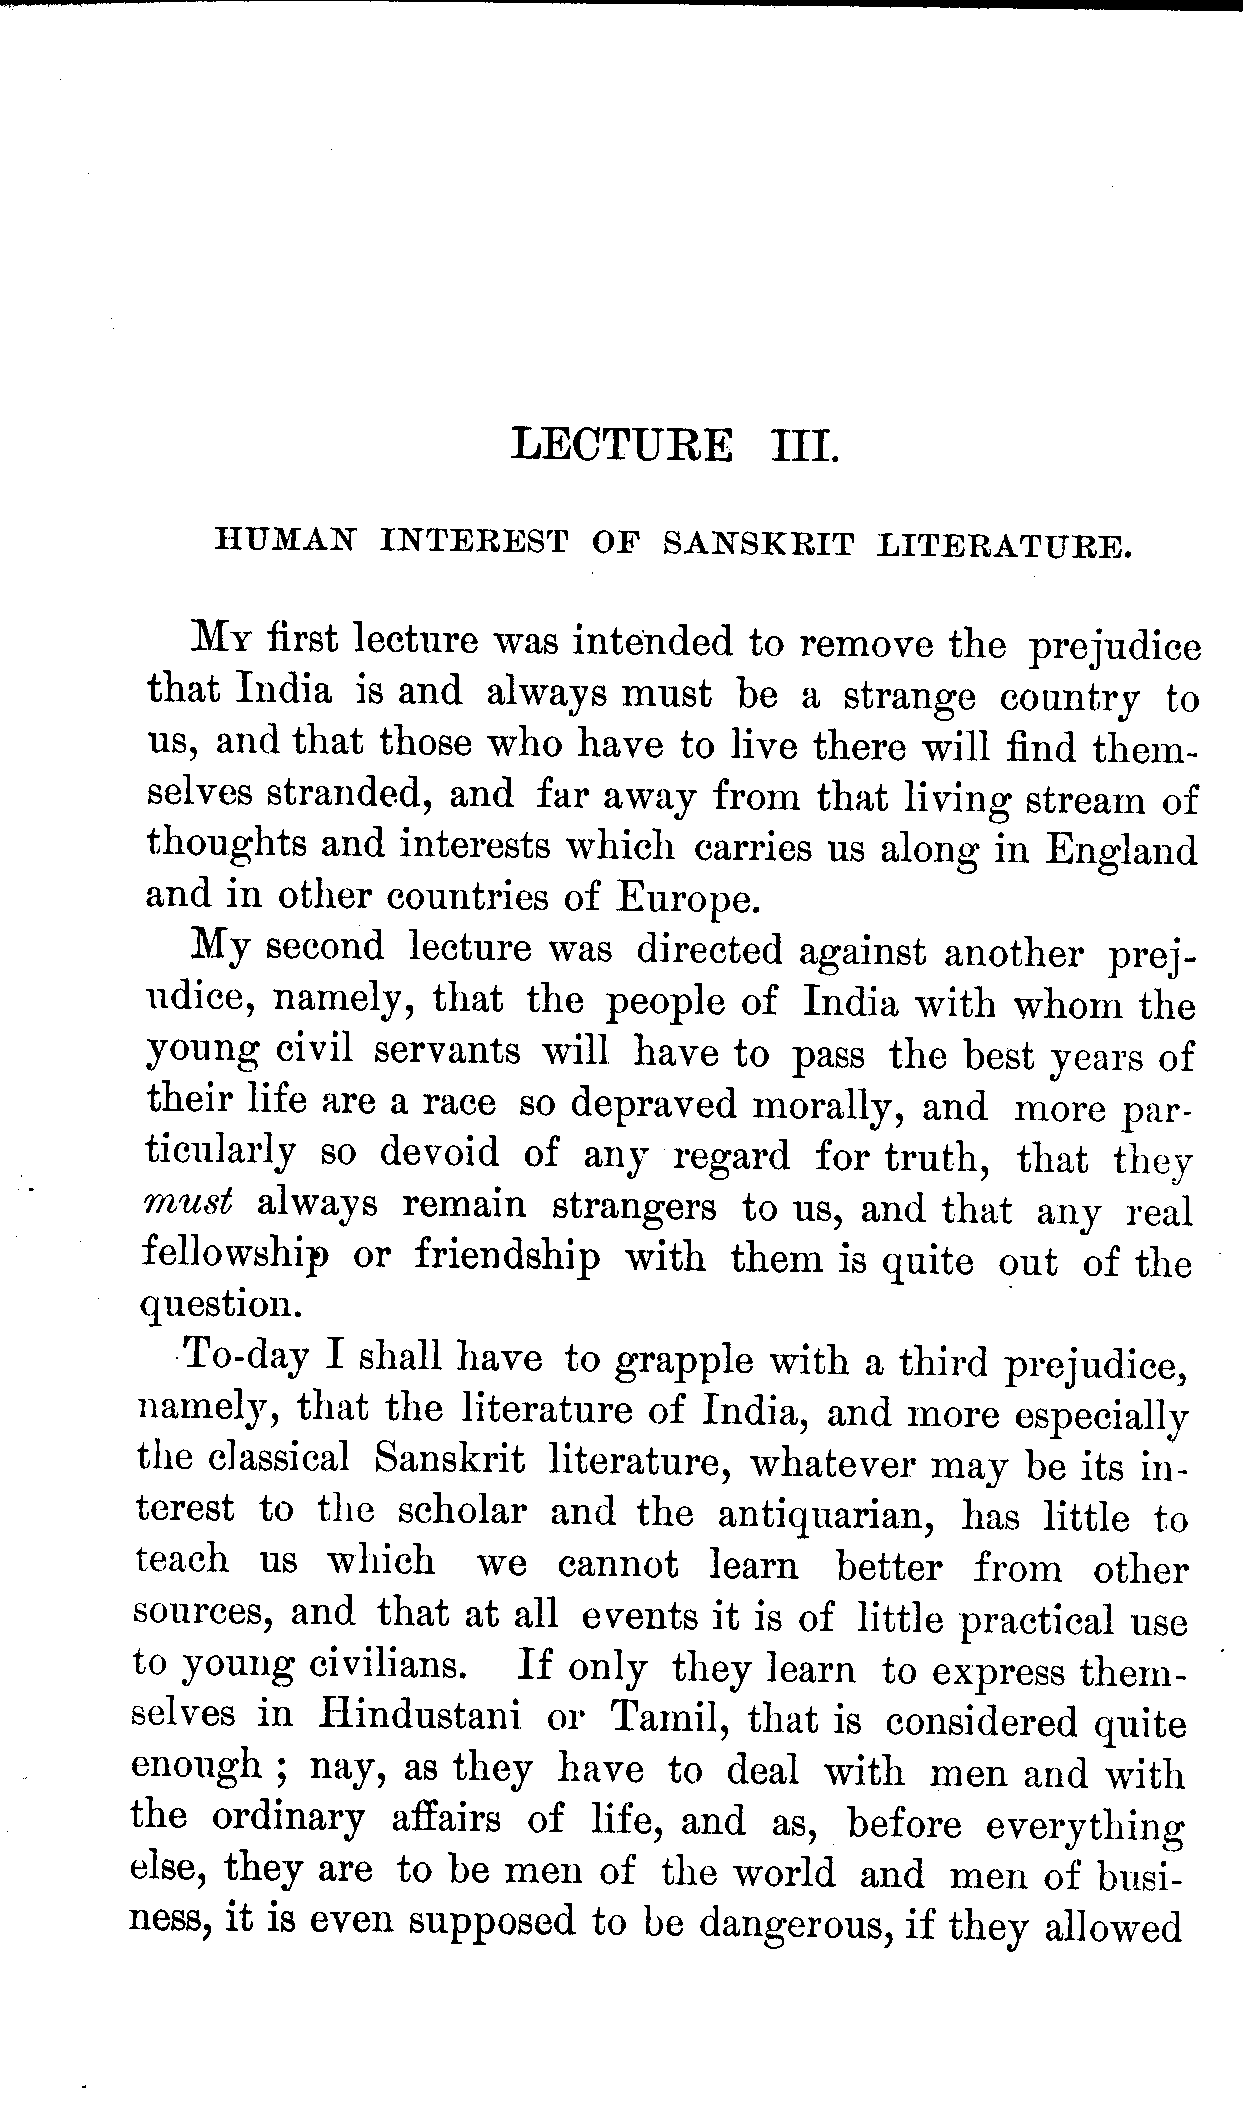 LECTURE III.
HUMAN INTEREST OF SANSKRIT LITERATURE.
MY first lecture was intended to remove the prejudice
that India is and always must be a strange country to
us, and that those who have to live there will find them-
selves stranded, and far away from that living stream of
thoughts and interests which carries us along in England
and in other countries of Europe.
My second lecture was directed against another prej-
udice, namely, that the people of India with whom the
young civil servants will have to pass the best years of
their life are a race so depraved morally, and more par-
ticularly so devoid of any regard for truth, that they
must always remain strangers to us, and that any real
fellowship or friendship with them is quite out of the
question.
To-day I shall have to grapple with a third prejudice,
namely, that the literature of India, and more especially
the classical Sanskrit literature, whatever may be its in-
terest to the scholar and the antiquarian, has little to
teach us which we cannot learn better from other
sources, and that at all events it is of little practical use
to young civilians. If only they learn to express them-
selves in Hindustani or Tamil, that is considered quite
enough ; nay, as they have to deal with men and with
the ordinary affairs of life, and as, before everything
else, they are to be men of the world and men of busi-
ness, it is even supposed to be dangerous, if they allowed